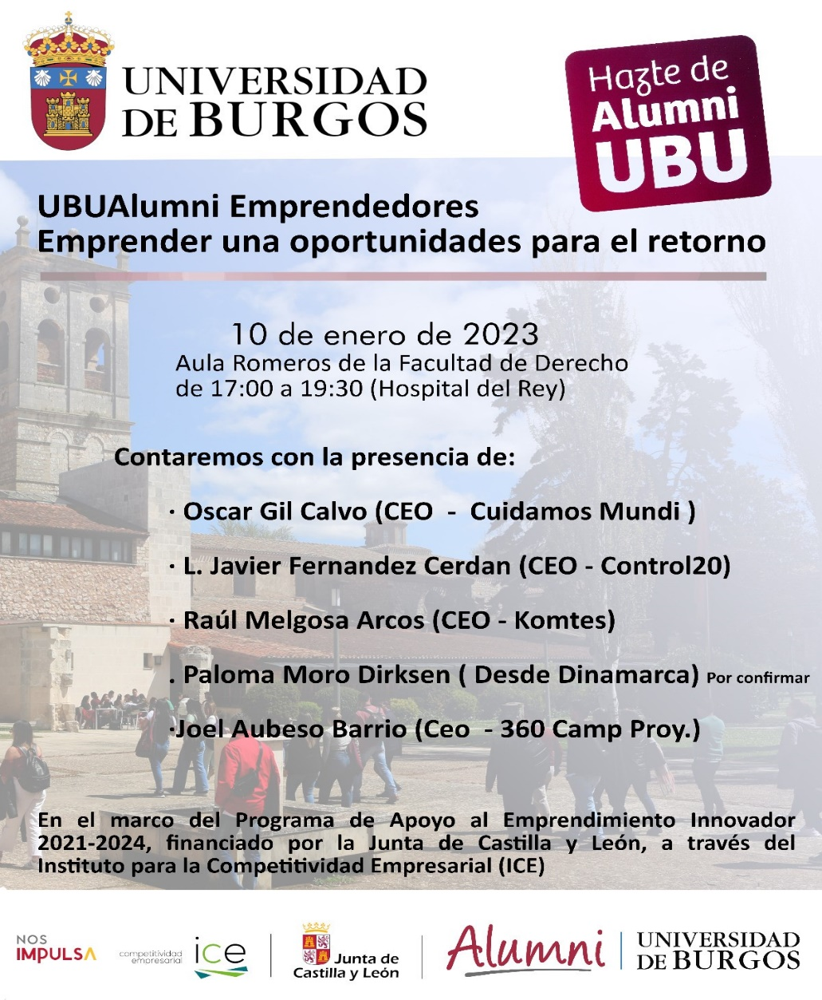 UNIVERSIDAD
DE BURGOS
Hazte de
Alumni
UBU
UBUAlumni Emprendedores
Emprender una oportunidades para el retorno
10 de enero de 2023
Aula Romeros de la Facultad de Derecho
de 17:00 a 19:30 (Hospital del Rey)
Contaremos con la presencia de:
· Oscar Gil Calvo (CEO - Cuidamos Mundi )
· L. Javier Fernandez Cerdan (CEO - Control20)
· Raúl Melgosa Arcos (CEO - Komtes)
. Paloma Moro Dirksen ( Desde Dinamarca) Por confirmar
·Joel Aubeso Barrio (Ceo - 360 Camp Proy.)
En el marco del Programa de Apoyo al Emprendimiento Innovador
2021-2024, financiado por la Junta de Castilla y León, a través del
Instituto para la Competitividad Empresarial (ICE)
NOS
IMPULSA
competitividad
empresarial
ice
Junta de
Castilla y León
Alumni
UNIVERSIDAD
DE BURGOS